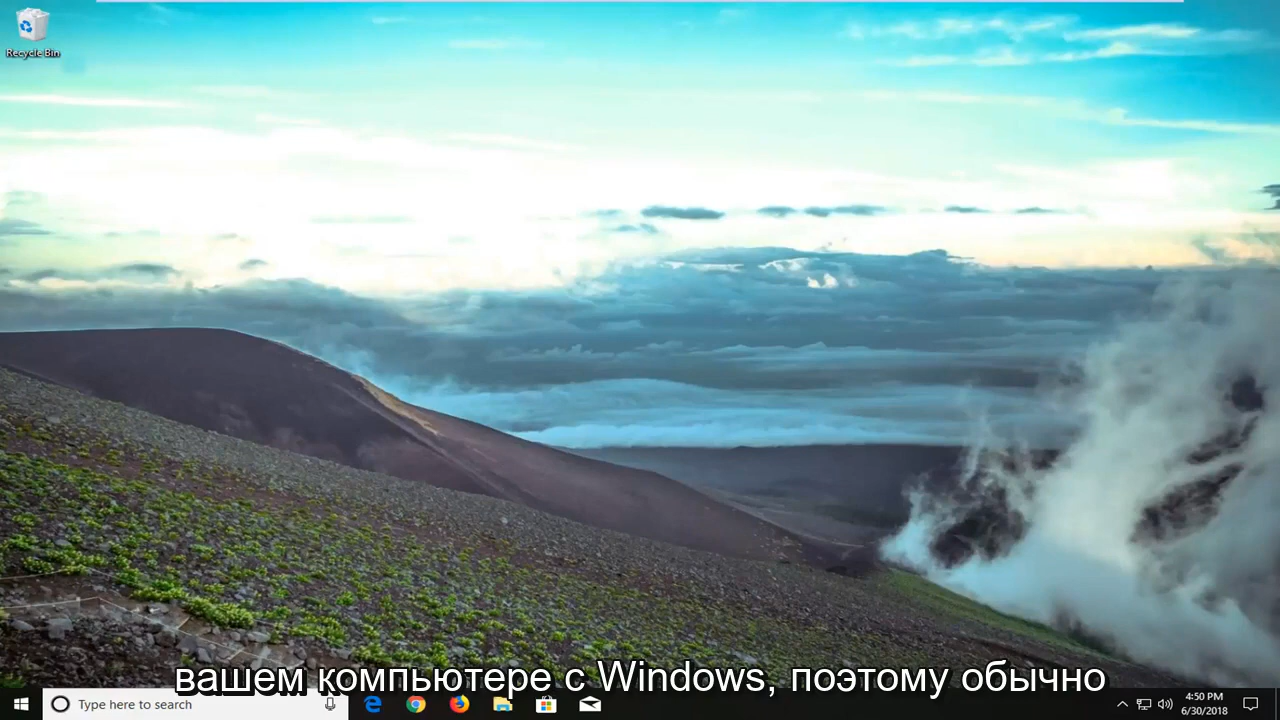 Recycle Bin
вашем компьютере с Windows, поэтому обычно
Type here to search
4:50 PM
6/30/2018